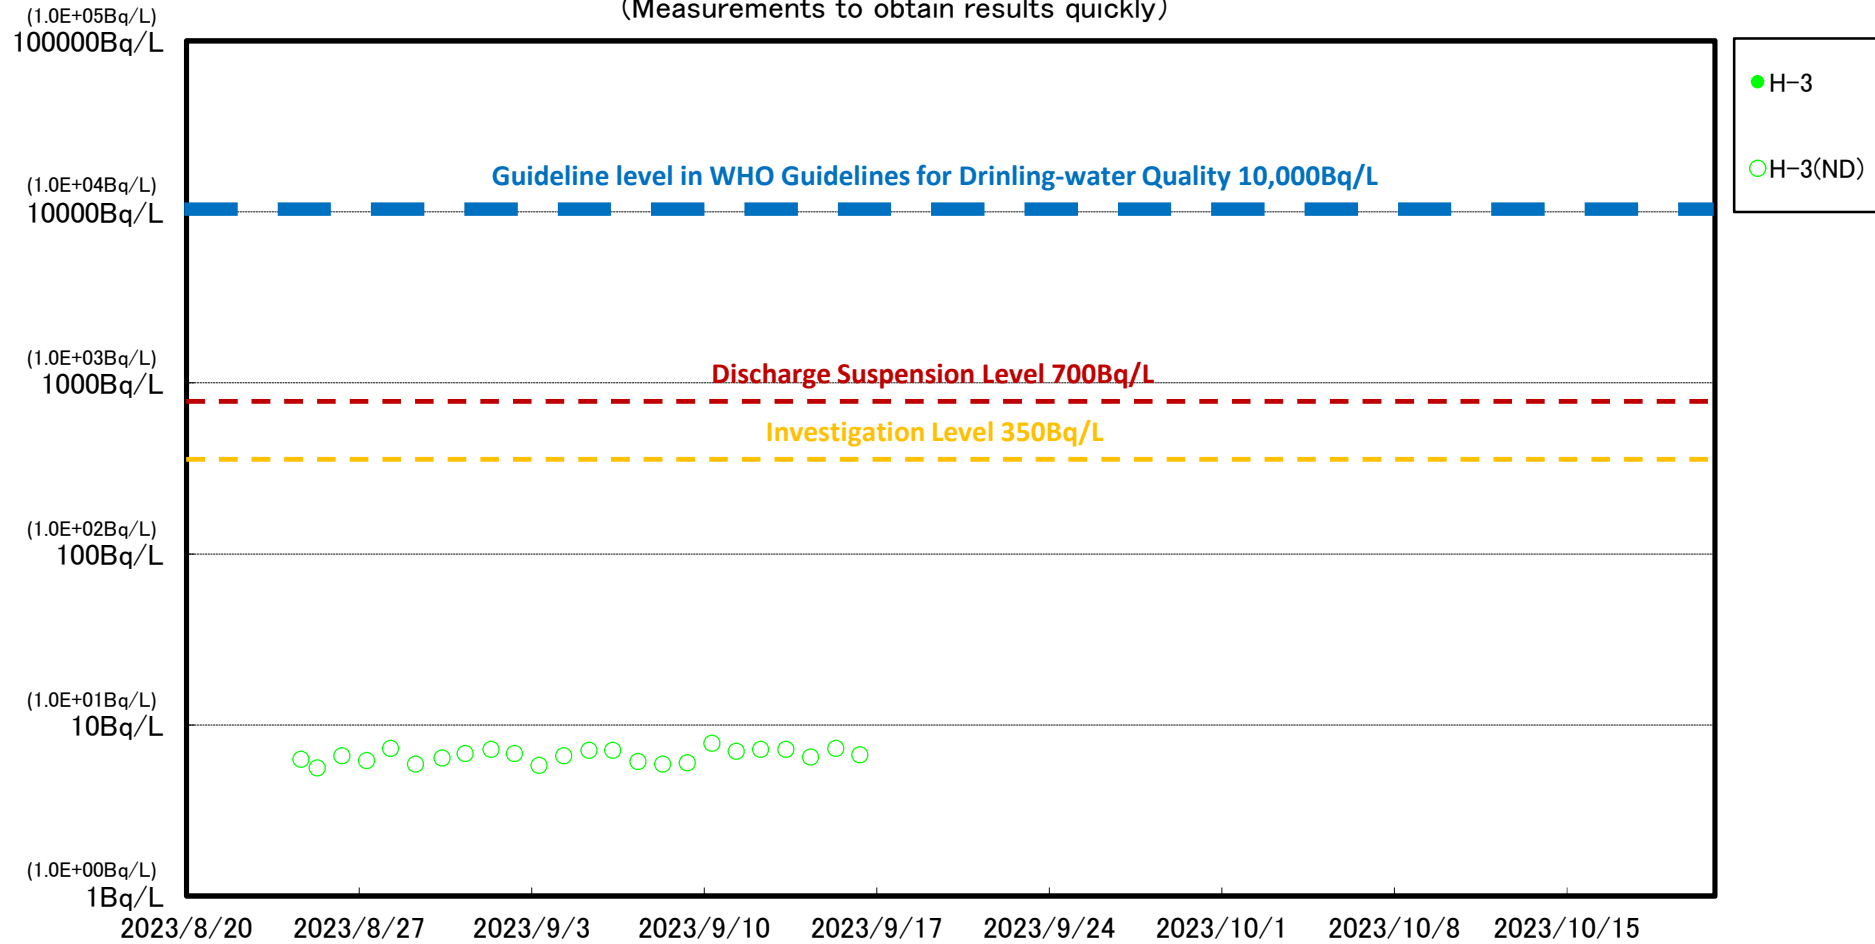 (Measurements to obtain results quickly)
(1.0E+05Bq/L)
100000Bq/L
H-3
H-3(ND)
Guideline level in WHO Guidelines for Drinling-water Quality 10,000Bq/L
(1.0E+04Bq/L)
10000Bq/L
(1.0E+03Bq/L)
1000Bq/L
Discharge Suspension Level 700Bq/L
Investigation Level 350Bq/L
(1.0E+02Bq/L)
100Bq/L
(1.0E+01Bq/L)
10Bq/L
(1.0E+00Bq/L)
1Bq/L
2023/8/20 2023/8/27 2023/9/3 2023/9/10 2023/9/17 2023/9/24 2023/10/1 2023/10/8 2023/10/15